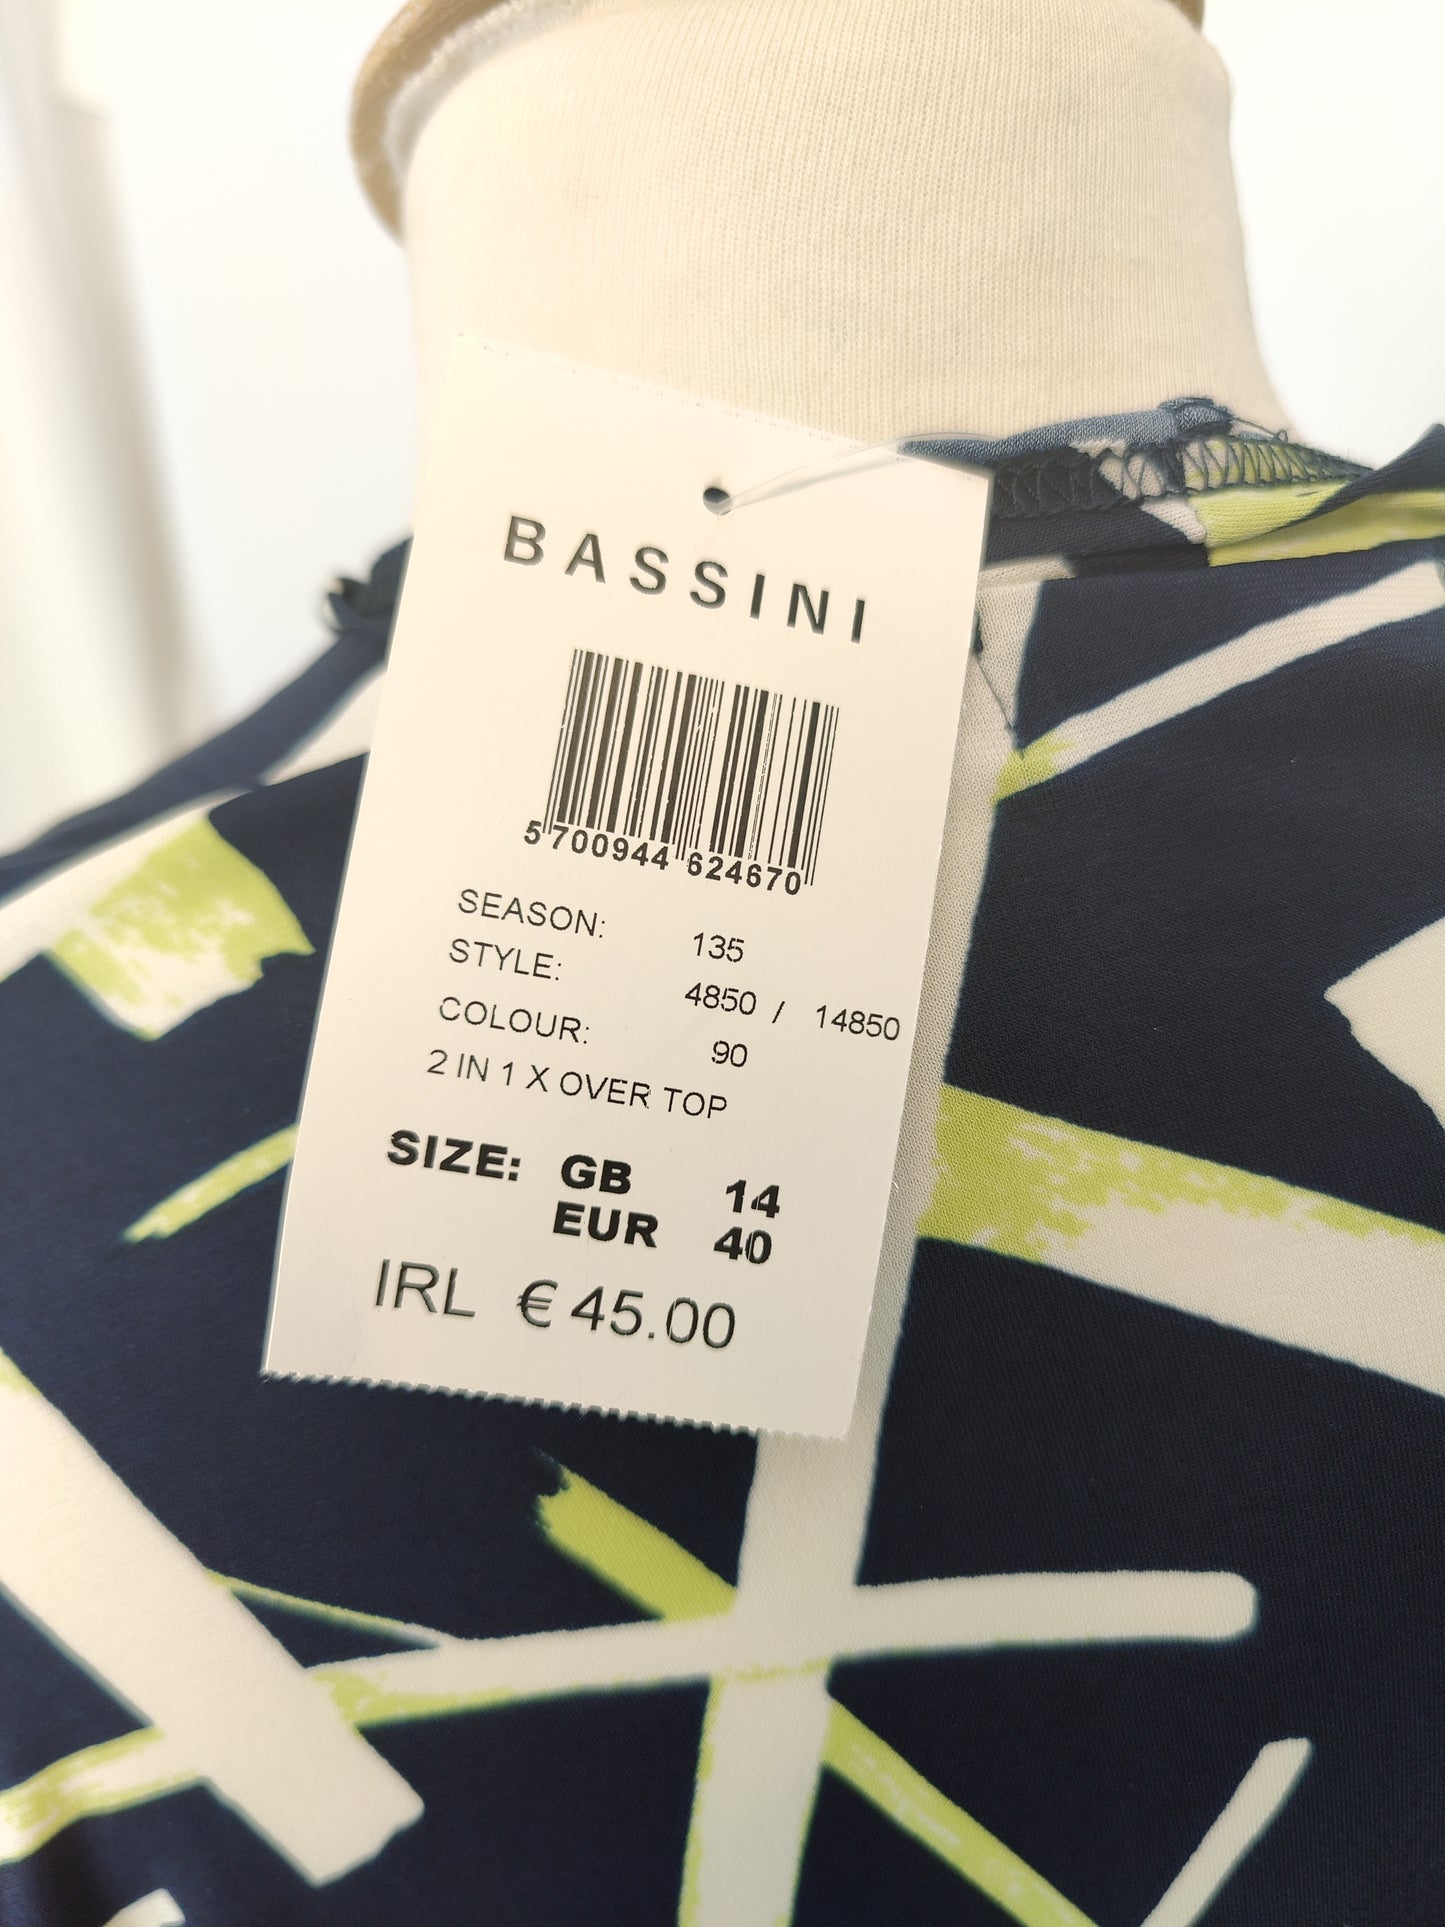 BASSINI
5 700944 624670
SEASON: 135
STYLE: 4850 / 14850
COLOUR: 90
2 IN 1 X OVER TOP
SIZE: GB 14
EUR 40
IRL € 45.00